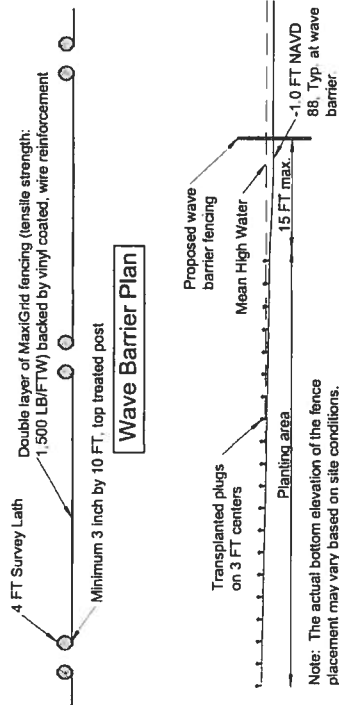 4 FT Survey Lath
Double layer of MaxiGrid fencing (tensile strength:
1,500 LB/FTW) backed by vinyl coated, wire reinforcement
Minimum 3 inch by 10 FT, top treated post
Wave Barrier Plan
Proposed wave
barrier fencing
Transplanted plugs
on 3 FT centers
Mean High Water
-1.0 FT NAVD
88, Typ. at wave
barrier.
15 FT max.
Planting area
Note: The actual bottom elevation of the fence
placement may vary based on site conditions.